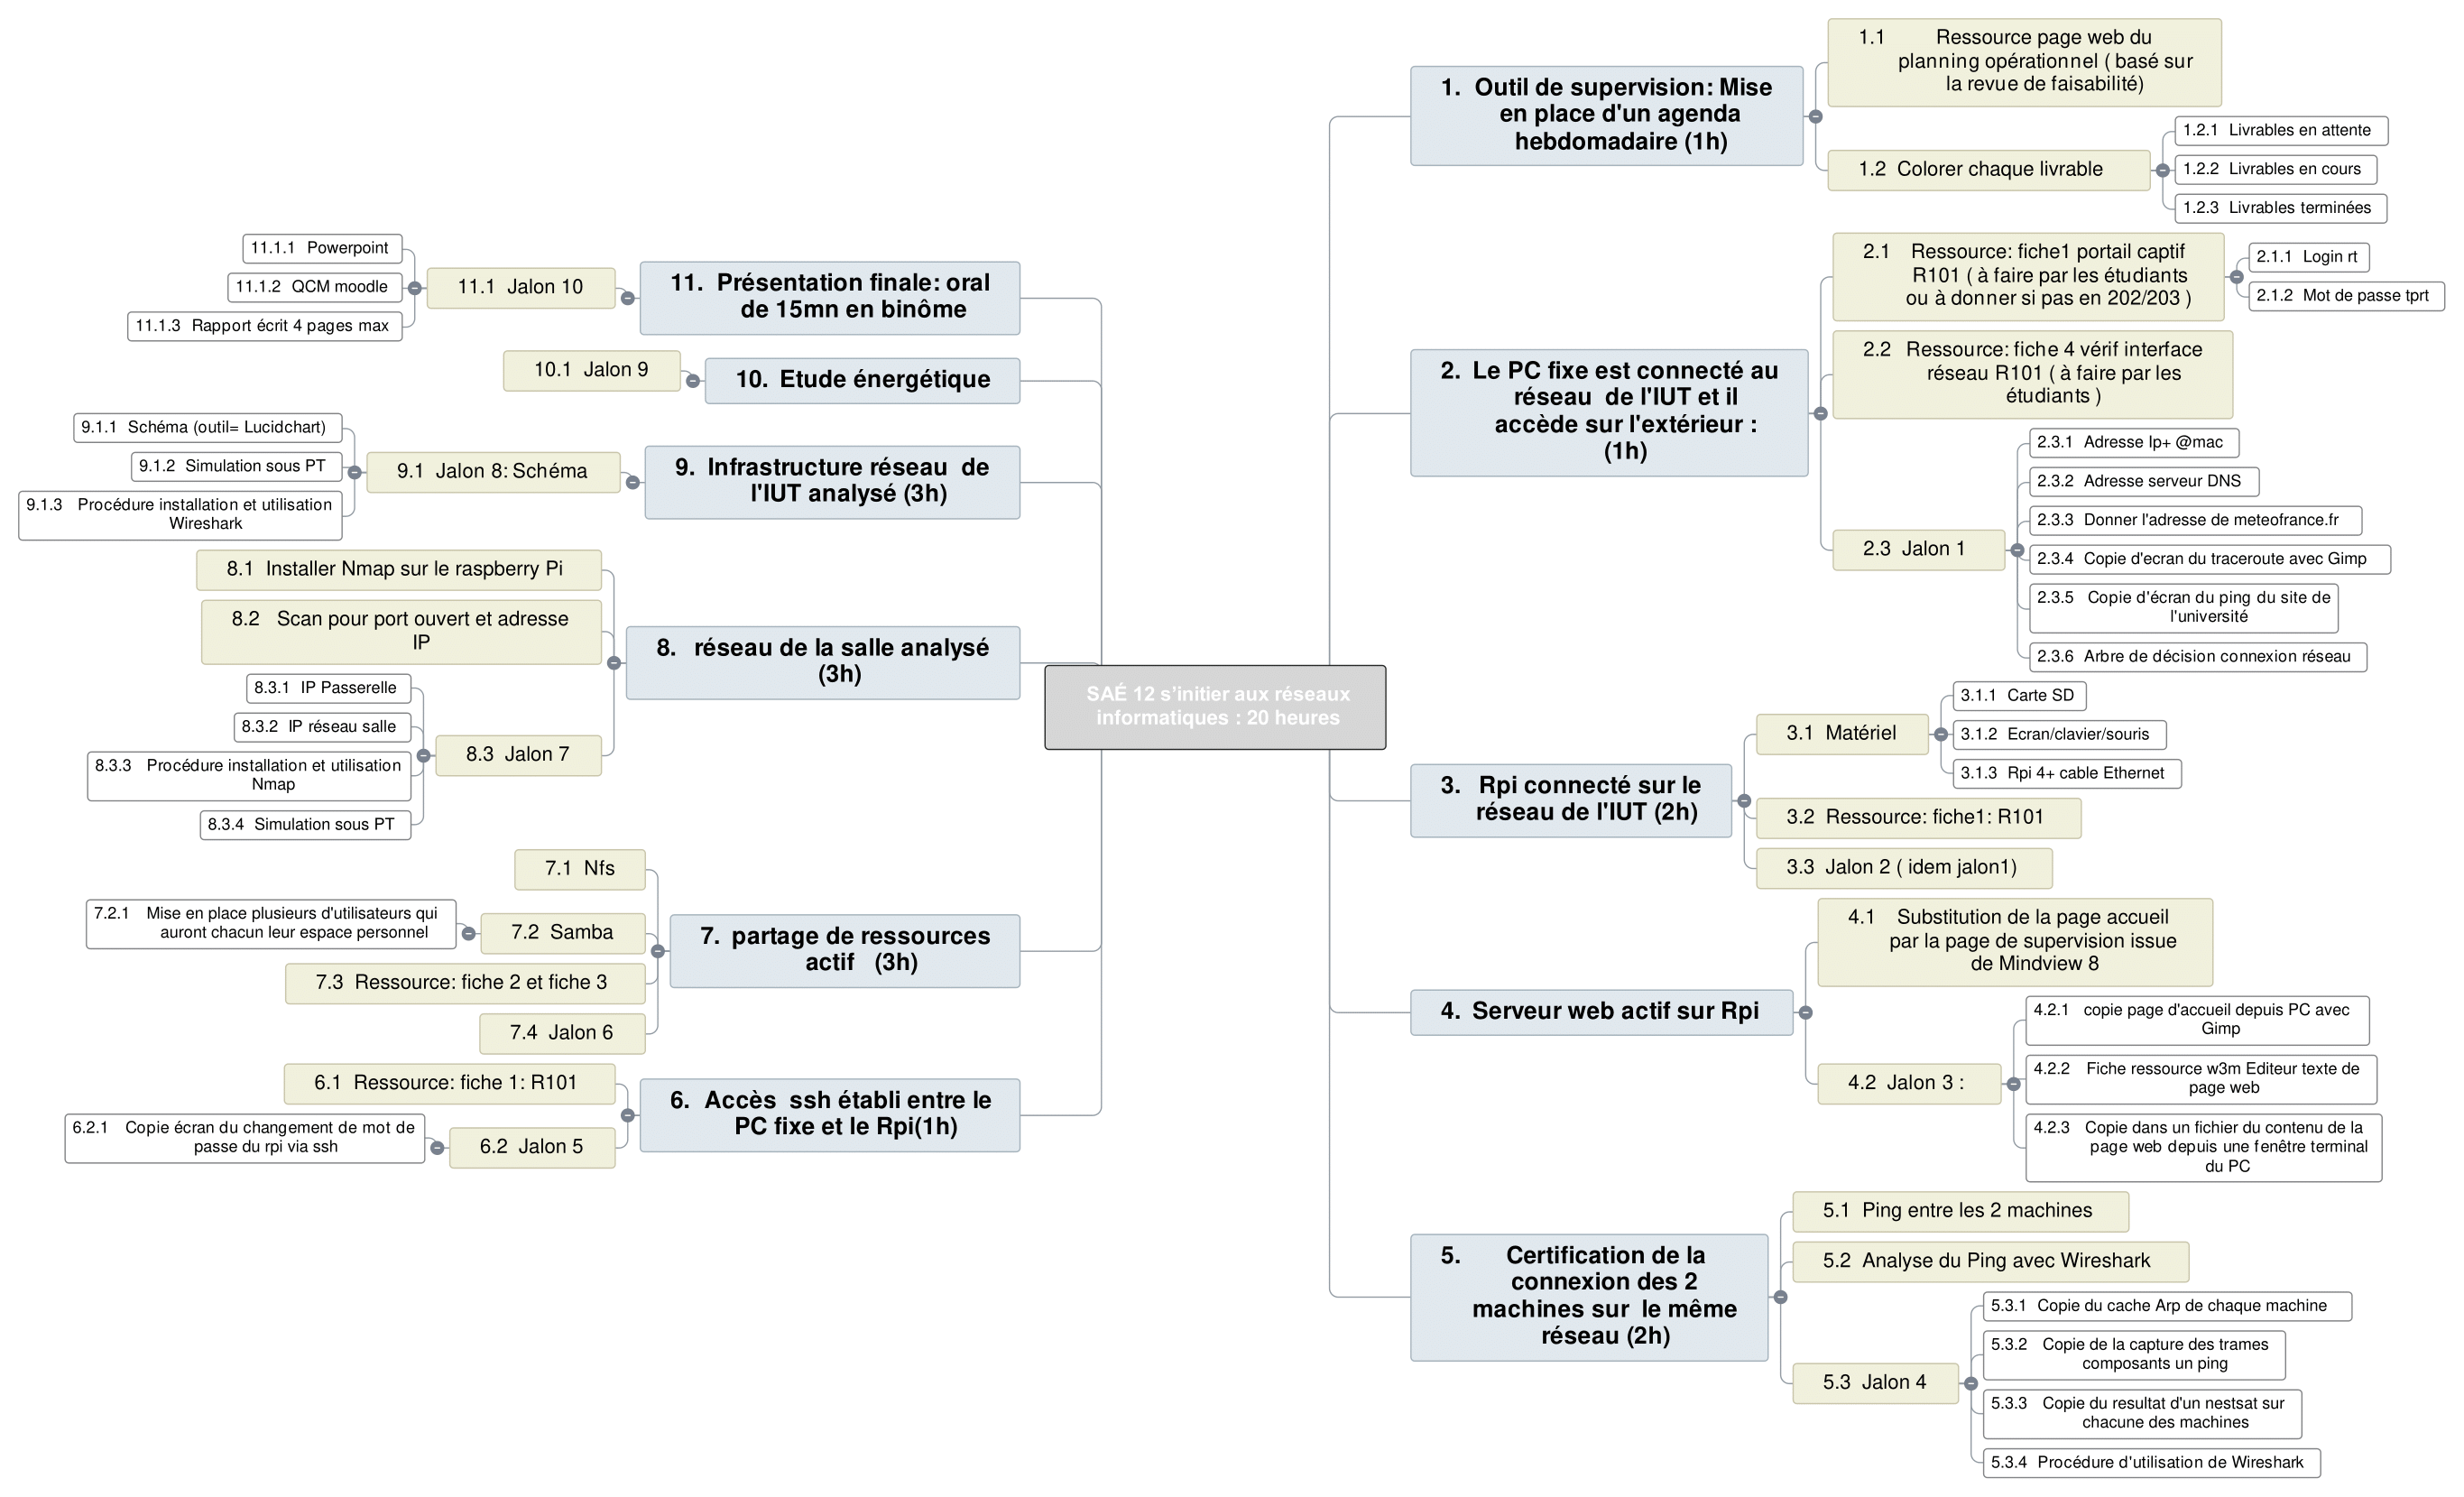 SAÉ 12 s'initier aux réseaux
informatiques : 20 heures
1. Outil de supervision: Mise
en place d'un agenda
hebdomadaire (1h)
1.1 Ressource page web du
planning opérationnel ( basé sur
la revue de faisabilité)
1.2 Colorer chaque livrable
1.2.1 Livrables en attente
1.2.2 Livrables en cours
1.2.3 Livrables terminées
2. Le PC fixe est connecté au
réseau de l'IUT et il
accède sur l'extérieur :
(1h)
2.1 Ressource: fiche1 portail captif
R101 ( à faire par les étudiants
ou à donner si pas en 202/203 )
2.1.1 Login rt
2.1.2 Mot de passe tprt
2.2 Ressource: fiche 4 vérif interface
réseau R101 ( à faire par les
étudiants )
2.3 Jalon 1
2.3.1 Adresse Ip+ @mac
2.3.2 Adresse serveur DNS
2.3.3 Donner l'adresse de meteofrance.fr
2.3.4 Copie d'ecran du traceroute avec Gimp
2.3.5 Copie d'écran du ping du site de
l'université
2.3.6 Arbre de décision connexion réseau
3. Rpi connecté sur le
réseau de l'IUT (2h)
3.1 Matériel
3.1.1 Carte SD
3.1.2 Ecran/clavier/souris
3.1.3 Rpi 4+ cable Ethernet
3.2 Ressource: fiche1: R101
3.3 Jalon 2 ( idem jalon1)
4. Serveur web actif sur Rpi
4.1 Substitution de la page accueil
par la page de supervision issue
de Mindview 8
4.2 Jalon 3 :
4.2.1 copie page d'accueil depuis PC avec
Gimp
4.2.2 Fiche ressource w3m Editeur texte de
page web
4.2.3 Copie dans un fichier du contenu de la
page web depuis une fenêtre terminal
du PC
5. Certification de la
connexion des 2
machines sur le même
réseau (2h)
5.1 Ping entre les 2 machines
5.2 Analyse du Ping avec Wireshark
5.3 Jalon 4
5.3.1 Copie du cache Arp de chaque machine
5.3.2 Copie de la capture des trames
composants un ping
5.3.3 Copie du resultat d'un nestsat sur
chacune des machines
5.3.4 Procédure d'utilisation de Wireshark
6. Accès ssh établi entre le
PC fixe et le Rpi(1h)
6.1 Ressource: fiche 1: R101
6.2 Jalon 5
6.2.1 Copie écran du changement de mot de
passe du rpi via ssh
7. partage de ressources
actif (3h)
7.1 Nfs
7.2 Samba
7.2.1 Mise en place plusieurs d'utilisateurs qui
auront chacun leur espace personnel
7.3 Ressource: fiche 2 et fiche 3
7.4 Jalon 6
8. réseau de la salle analysé
(3h)
8.1 Installer Nmap sur le raspberry Pi
8.2 Scan pour port ouvert et adresse
IP
8.3 Jalon 7
8.3.1 IP Passerelle
8.3.2 IP réseau salle
8.3.3 Procédure installation et utilisation
Nmap
8.3.4 Simulation sous PT
9. Infrastructure réseau de
l'IUT analysé (3h)
9.1 Jalon 8: Schéma
9.1.1 Schéma (outil= Lucidchart)
9.1.2 Simulation sous PT
9.1.3 Procédure installation et utilisation
Wireshark
10. Etude énergétique
10.1 Jalon 9
11. Présentation finale: oral
de 15mn en binôme
11.1 Jalon 10
11.1.1 Powerpoint
11.1.2 QCM moodle
11.1.3 Rapport écrit 4 pages max